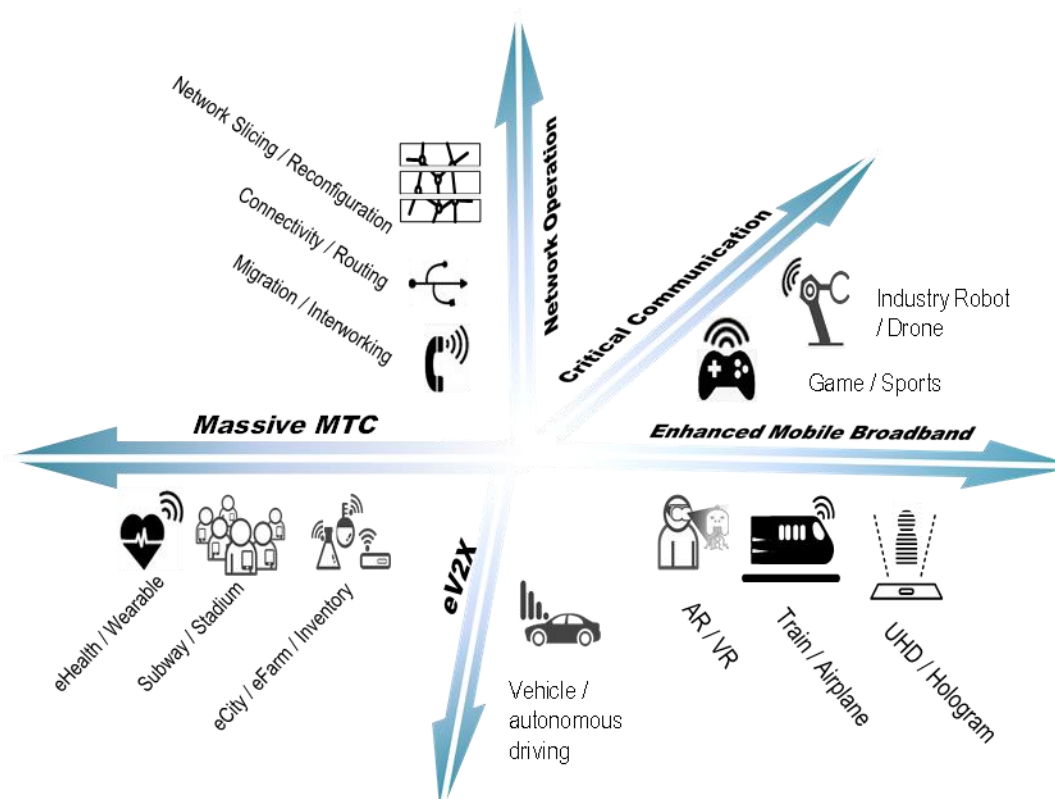 Network Slicing / Reconfiguration
Connectivity / Routing
Migration / Interworking
Network Operation
Critical Communication
Industry Robot
/ Drone
Game / Sports
Massive MTC
Enhanced Mobile Broadband
eHealth / Wearable
Subway / Stadium
eCity / eFarm / Inventory
eV2X
Vehicle /
autonomous
driving
AR / VR
Train / Airplane
UHD / Hologram